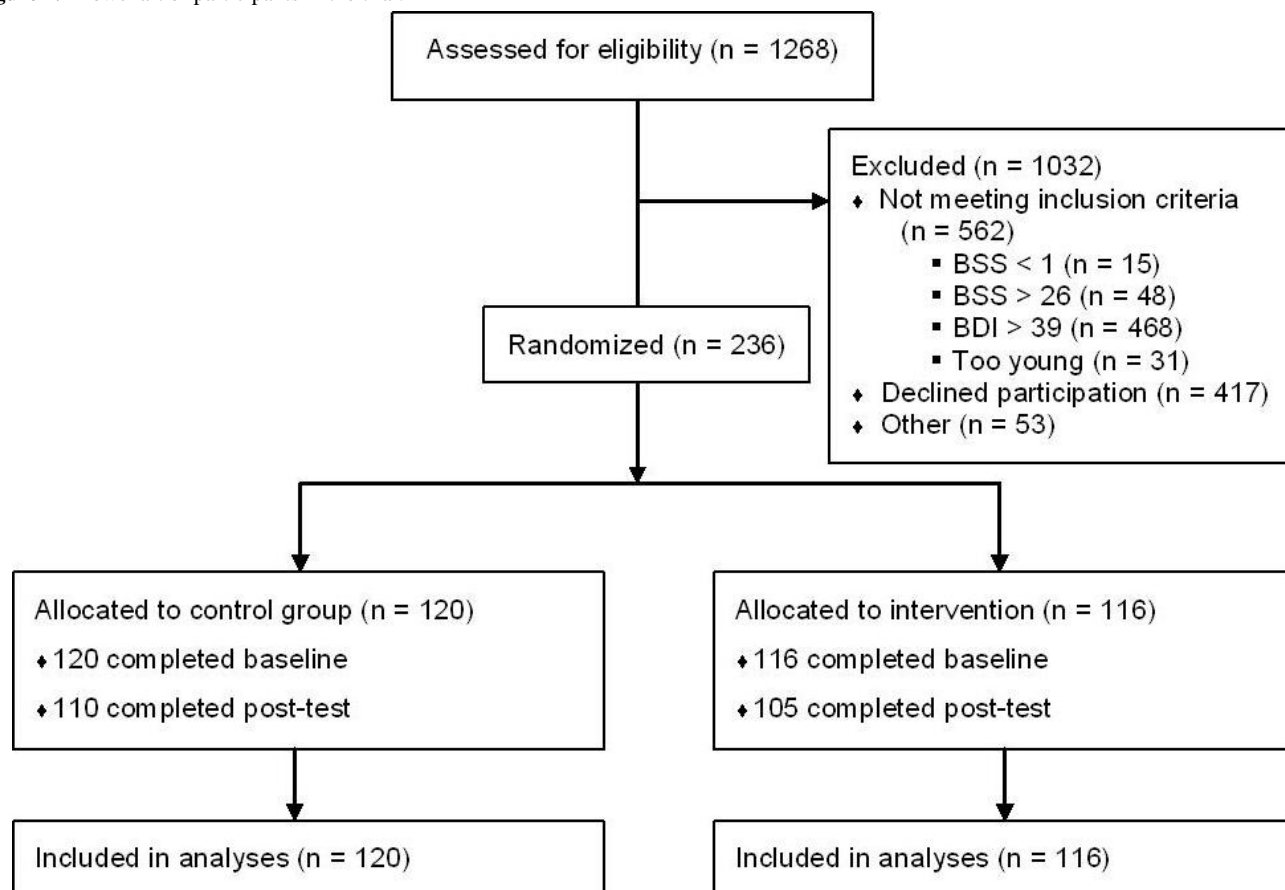 Assessed for eligibility (n = 1268)
Excluded (n = 1032)
♦ Not meeting inclusion criteria
(n = 562)
▪ BSS < 1 (n = 15)
▪ BSS > 26 (n = 48)
▪ BDI > 39 (n = 468)
▪ Too young (n = 31)
♦ Declined participation (n = 417)
♦ Other (n = 53)
Randomized (n = 236)
Allocated to control group (n = 120)
♦ 120 completed baseline
♦ 110 completed post-test
Allocated to intervention (n = 116)
♦ 116 completed baseline
♦ 105 completed post-test
Included in analyses (n = 120)
Included in analyses (n = 116)